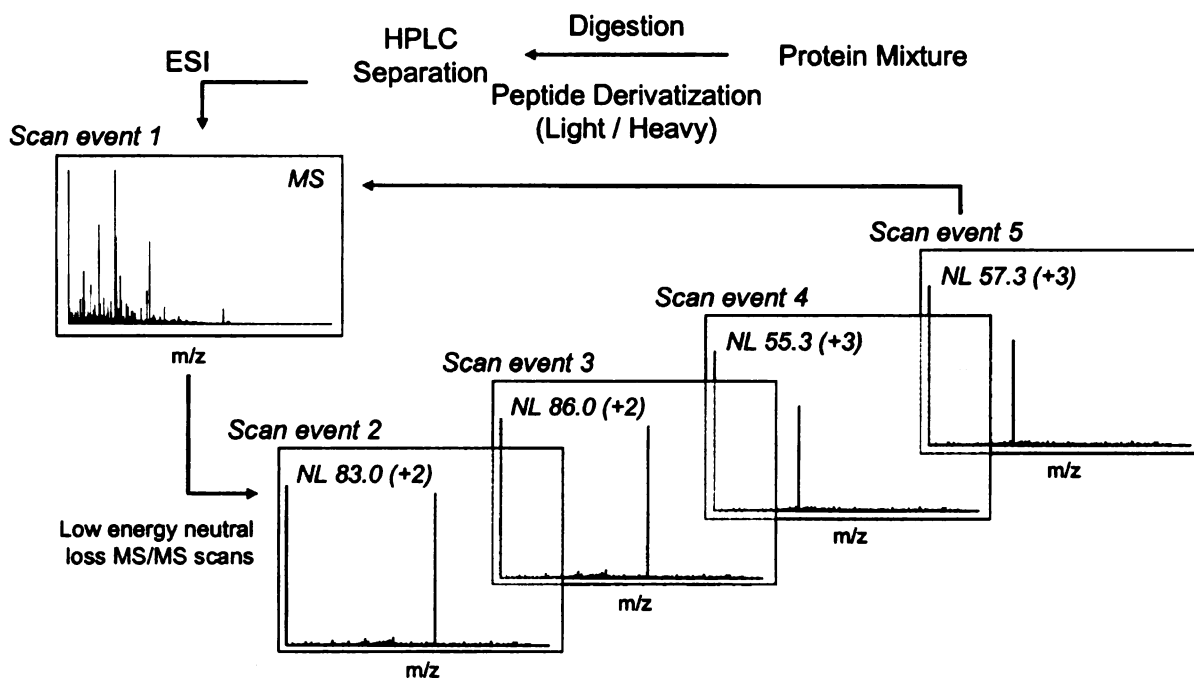 Digestion
HPLC
Separation
Protein Mixture
ESI
Peptide Derivatization
(Light / Heavy)
Scan event 1
MS
m/z
Scan event 5
NL 57.3 (+3)
m/z
Scan event 4
NL 55.3 (+3)
m/z
Scan event 3
NL 86.0 (+2)
m/z
Scan event 2
NL 83.0 (+2)
m/z
Low energy neutral
loss MS/MS scans